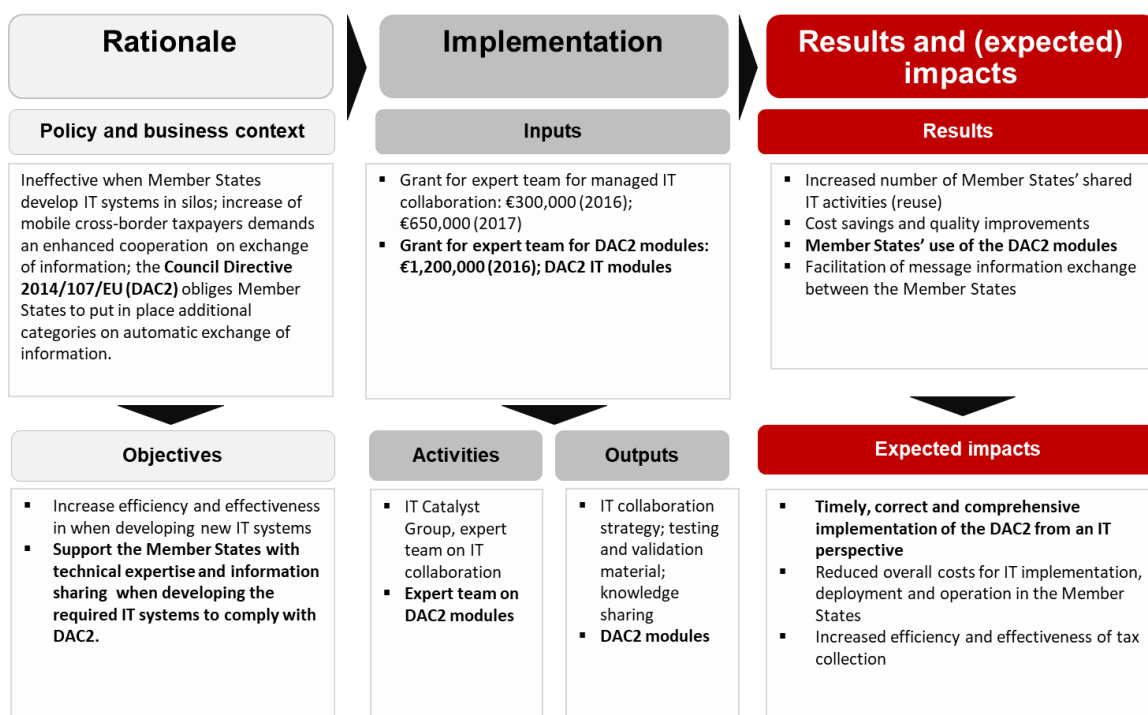 Rationale
Implementation
Results and (expected)
impacts
Policy and business context
Ineffective when Member States
develop IT systems in silos; increase of
mobile cross-border taxpayers demands
an enhanced cooperation on exchange
of information; the Council Directive
2014/107/EU (DAC2) obliges Member
States to put in place additional
categories on automatic exchange of
information.
Inputs
▪ Grant for expert team for managed IT
collaboration: €300,000 (2016);
€650,000 (2017)
▪ Grant for expert team for DAC2 modules:
€1,200,000 (2016); DAC2 IT modules
Results
▪ Increased number of Member States’ shared
IT activities (reuse)
▪ Cost savings and quality improvements
▪ Member States’ use of the DAC2 modules
▪ Facilitation of message information exchange
between the Member States
Objectives
▪ Increase efficiency and effectiveness
in when developing new IT systems
▪ Support the Member States with
technical expertise and information
sharing when developing the
required IT systems to comply with
DAC2.
Activities
▪ IT Catalyst
Group, expert
team on IT
collaboration
▪ Expert team on
DAC2 modules
Outputs
▪ IT collaboration
strategy; testing
and validation
material;
knowledge
sharing
▪ DAC2 modules
Expected impacts
▪ Timely, correct and comprehensive
implementation of the DAC2 from an IT
perspective
▪ Reduced overall costs for IT implementation,
deployment and operation in the Member
States
▪ Increased efficiency and effectiveness of tax
collection